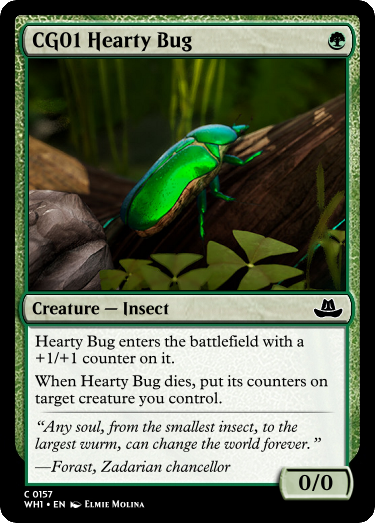 CG01 Hearty Bug
Creature — Insect
Hearty Bug enters the battlefield with a
+1/+1 counter on it.
When Hearty Bug dies, put its counters on
target creature you control.
“Any soul, from the smallest insect, to the
largest wurm, can change the world forever.”
—Forast, Zadarian chancellor
0/0
C 0157
WH1 • EN Elmie Molina